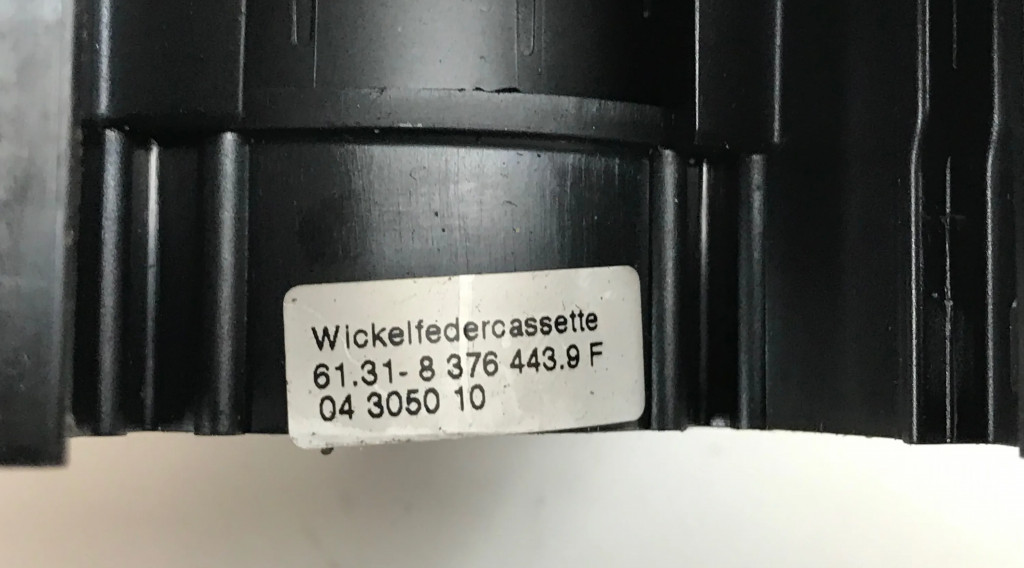 Wickelfedercassette
61.31-8 376 443.9 F
04 3050 10